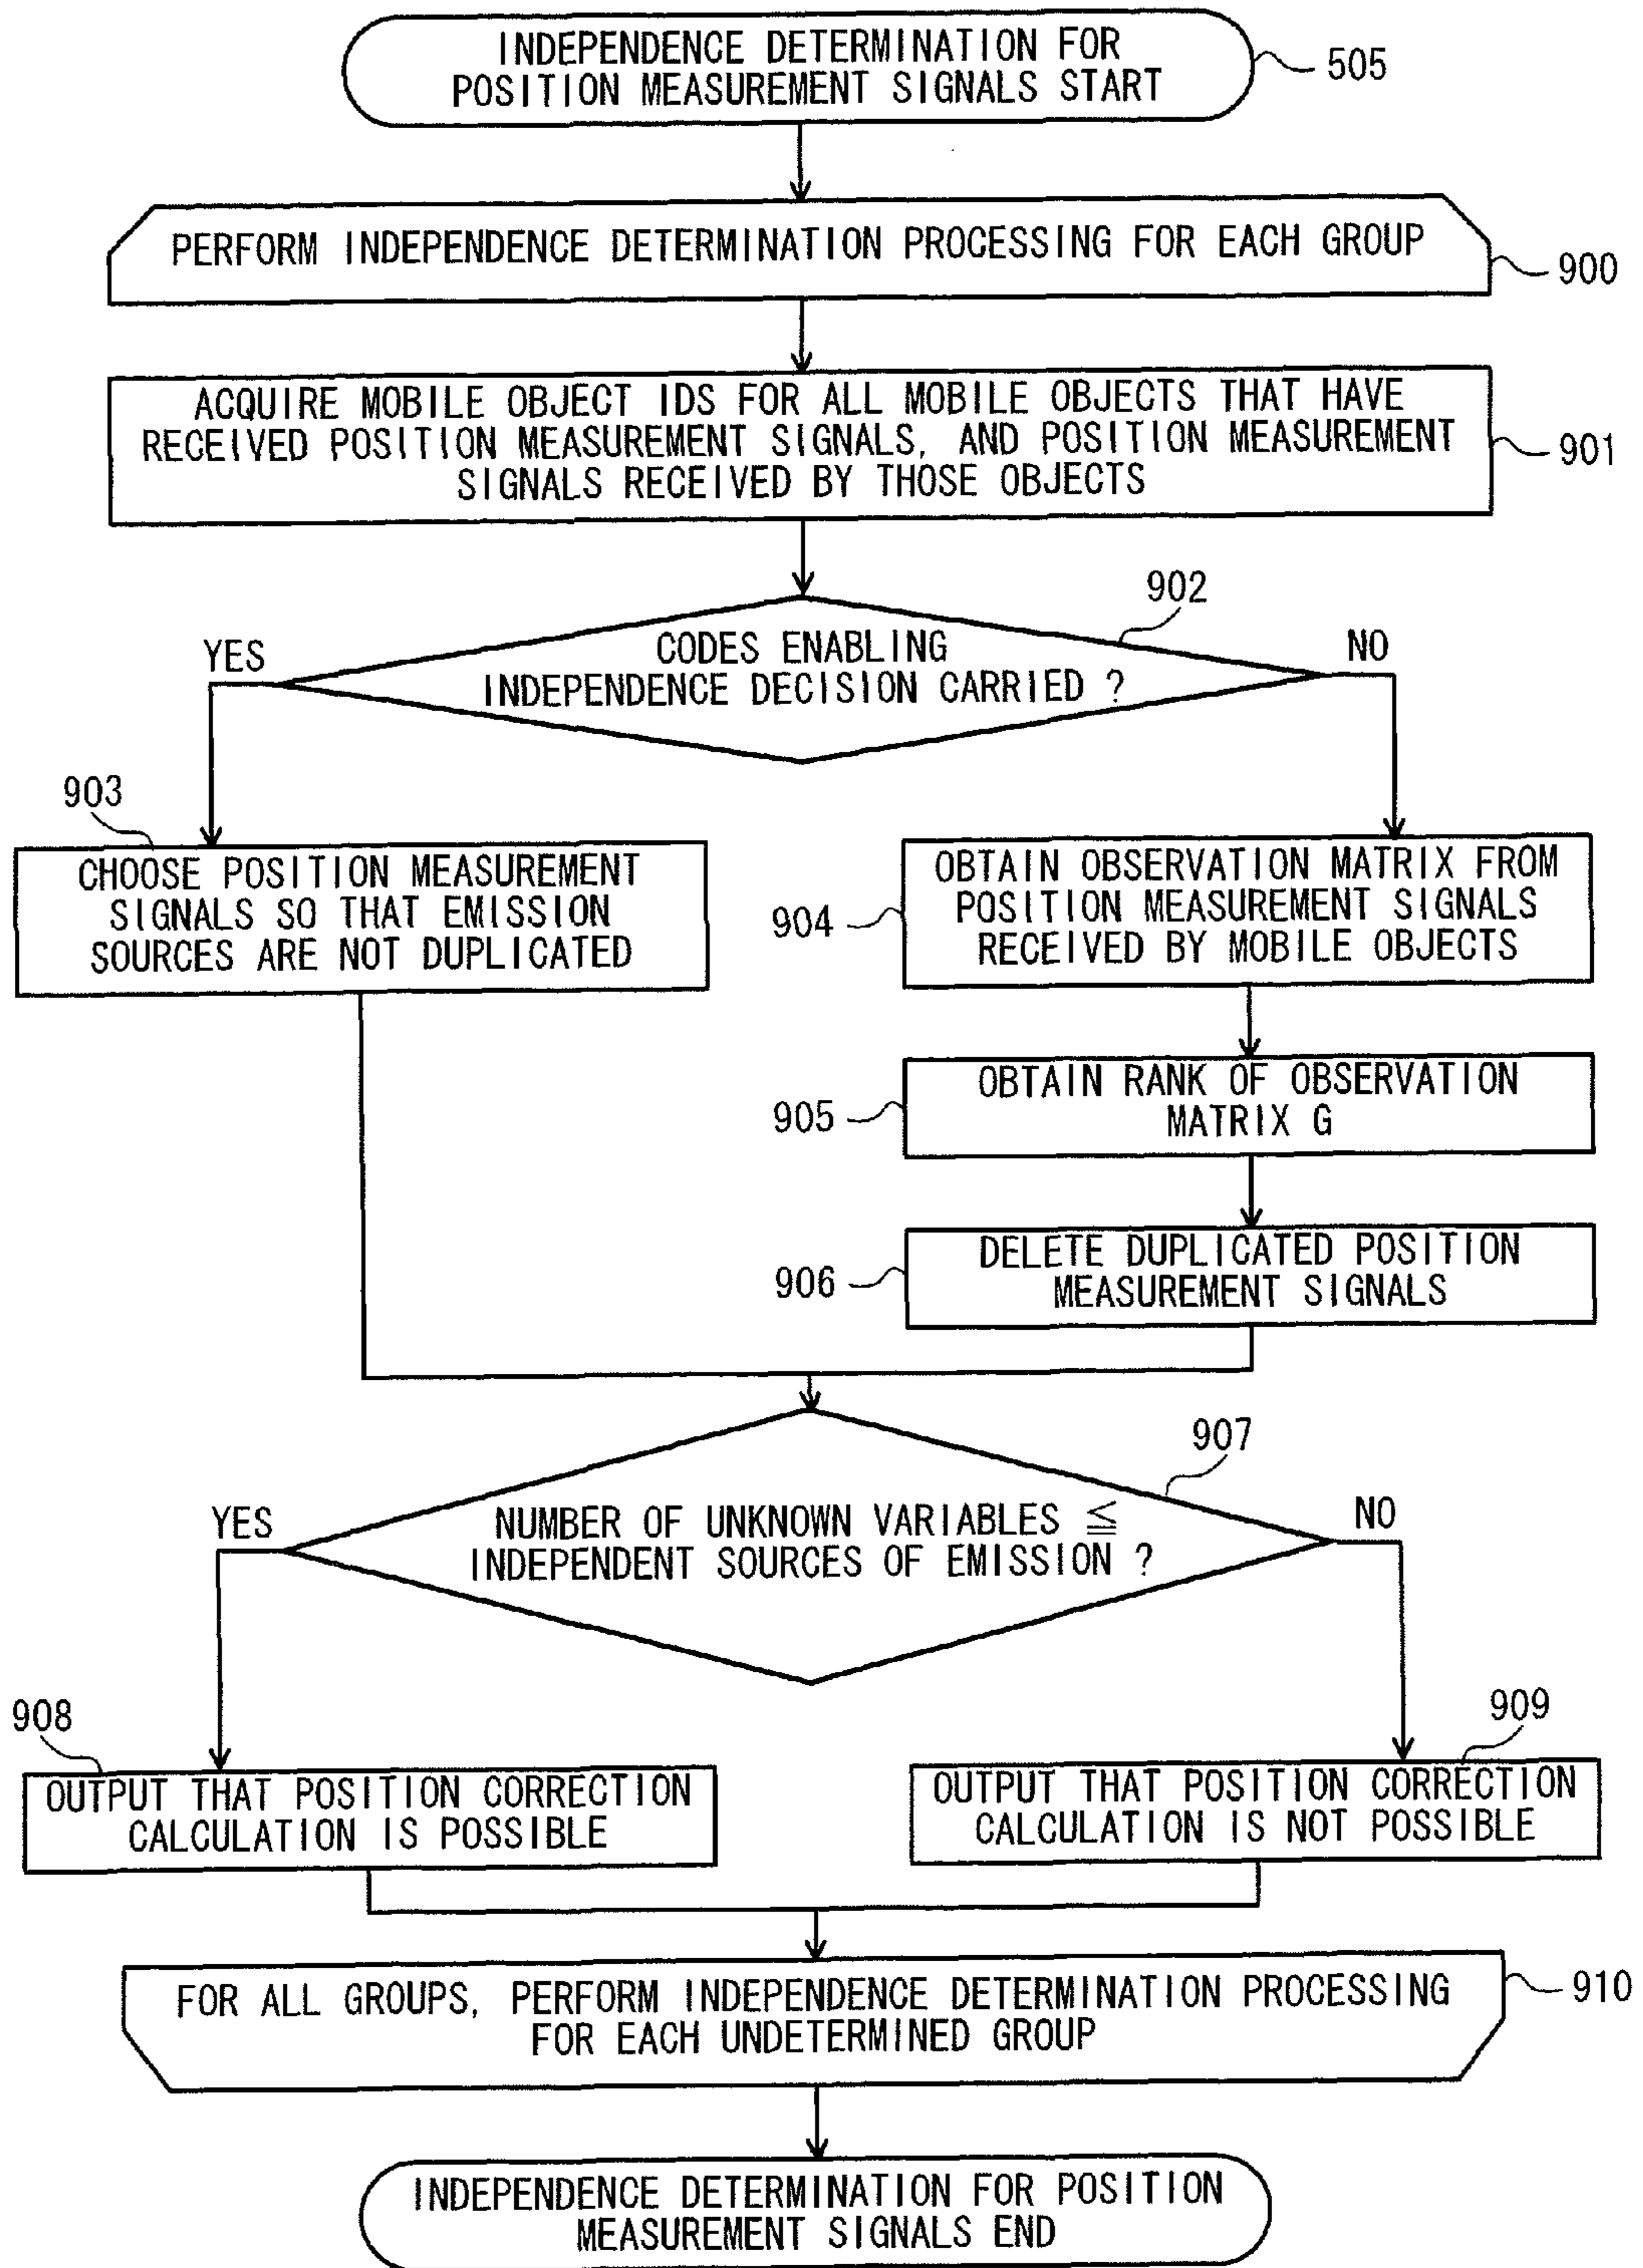 INDEPENDENCE DETERMINATION FOR
POSITION MEASUREMENT SIGNALS START
505
PERFORM INDEPENDENCE DETERMINATION PROCESSING FOR EACH GROUP
900
ACQUIRE MOBILE OBJECT IDS FOR ALL MOBILE OBJECTS THAT HAVE
RECEIVED POSITION MEASUREMENT SIGNALS, AND POSITION MEASUREMENT
SIGNALS RECEIVED BY THOSE OBJECTS
901
902
YES
CODES ENABLING
INDEPENDENCE DECISION CARRIED ?
NO
903
CHOOSE POSITION MEASUREMENT
SIGNALS SO THAT EMISSION
SOURCES ARE NOT DUPLICATED
904
OBTAIN OBSERVATION MATRIX FROM
POSITION MEASUREMENT SIGNALS
RECEIVED BY MOBILE OBJECTS
905
OBTAIN RANK OF OBSERVATION
MATRIX G
906
DELETE DUPLICATED POSITION
MEASUREMENT SIGNALS
907
YES
NUMBER OF UNKNOWN VARIABLES ≦
INDEPENDENT SOURCES OF EMISSION ?
NO
908
OUTPUT THAT POSITION CORRECTION
CALCULATION IS POSSIBLE
909
OUTPUT THAT POSITION CORRECTION
CALCULATION IS NOT POSSIBLE
FOR ALL GROUPS, PERFORM INDEPENDENCE DETERMINATION PROCESSING
FOR EACH UNDETERMINED GROUP
910
INDEPENDENCE DETERMINATION FOR POSITION
MEASUREMENT SIGNALS END